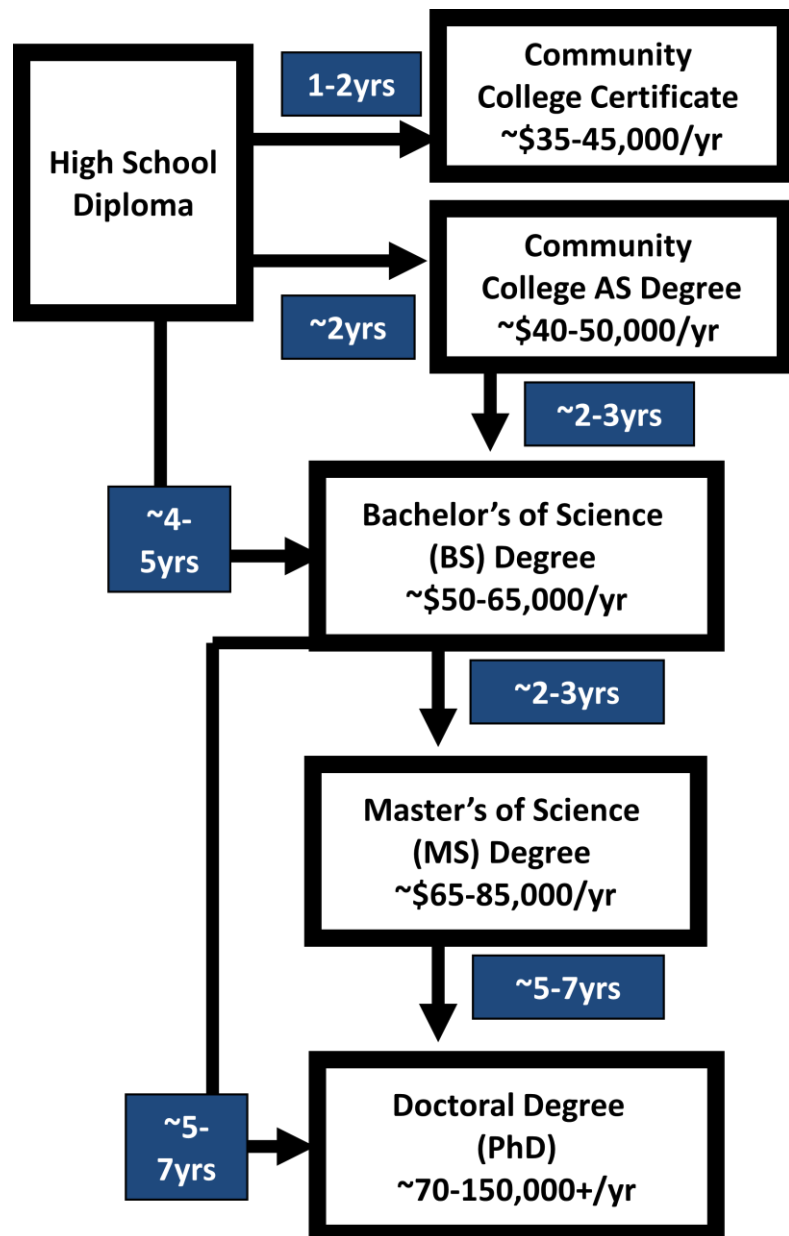 High School
Diploma
1-2yrs
Community
College Certificate
~$35-45,000/yr
~2yrs
Community
College AS Degree
~$40-50,000/yr
~2-3yrs
~4-
5yrs
Bachelor’s of Science
(BS) Degree
~$50-65,000/yr
~2-3yrs
Master’s of Science
(MS) Degree
~$65-85,000/yr
~5-7yrs
~5-
7yrs
Doctoral Degree
(PhD)
~70-150,000+/yr